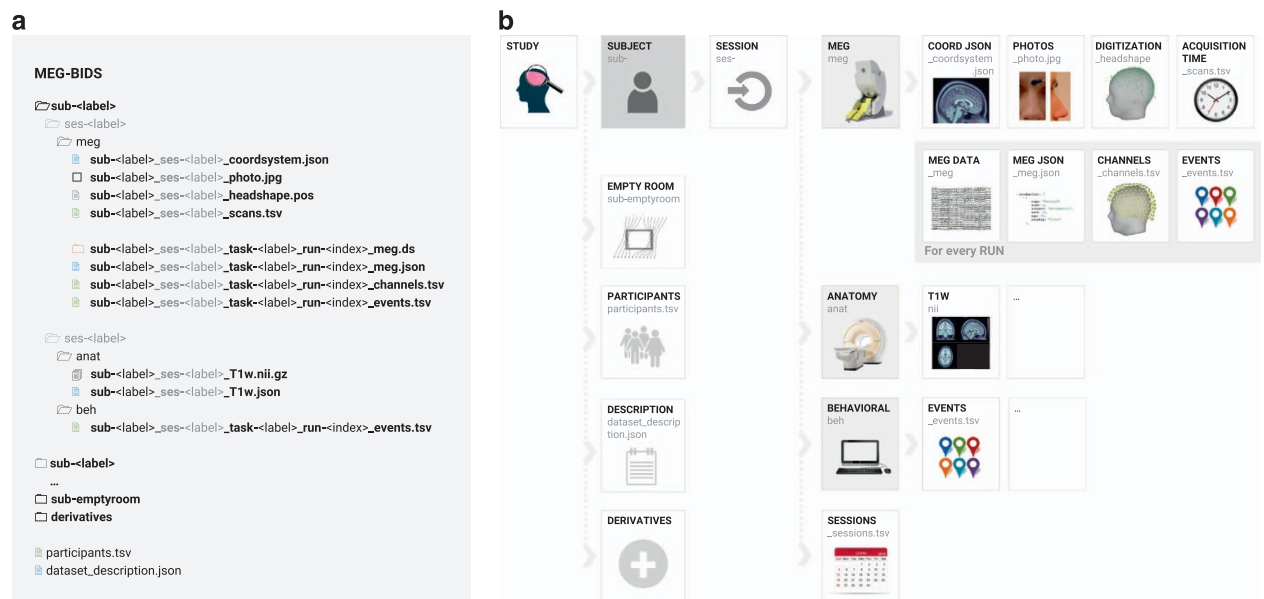 a
MEG-BIDS
sub-<label>
ses-<label>
meg
sub-<label>_ses-<label>_coordsystem.json
sub-<label>_ses-<label>_photo.jpg
sub-<label>_ses-<label>_headshape.pos
sub-<label>_ses-<label>_scans.tsv
sub-<label>_ses-<label>_task-<label>_run-<index>_meg.ds
sub-<label>_ses-<label>_task-<label>_run-<index>_meg.json
sub-<label>_ses-<label>_task-<label>_run-<index>_channels.tsv
sub-<label>_ses-<label>_task-<label>_run-<index>_events.tsv
ses-<label>
anat
sub-<label>_ses-<label>_T1w.nii.gz
sub-<label>_ses-<label>_T1w.json
beh
sub-<label>_ses-<label>_task-<label>_run-<index>_events.tsv
sub-<label>
...
sub-emptyroom
derivatives
participants.tsv
dataset_description.json
b
STUDY
SUBJECT
sub-
SESSION
ses-
MEG
meg
COORD JSON
_coordsystem
.json
PHOTOS
_photo.jpg
DIGITIZATION
_headshape
ACQUISITION
TIME
_scans.tsv
EMPTY ROOM
sub-emptyroom
MEG DATA
_meg
MEG JSON
_meg.json
CHANNELS
_channels.tsv
EVENTS
_events.tsv
For every RUN
PARTICIPANTS
participants.tsv
ANATOMY
anat
T1W
nii
...
DESCRIPTION
dataset_descrip
tion.json
BEHAVIORAL
beh
EVENTS
_events.tsv
...
DERIVATIVES
SESSIONS
_sessions.tsv